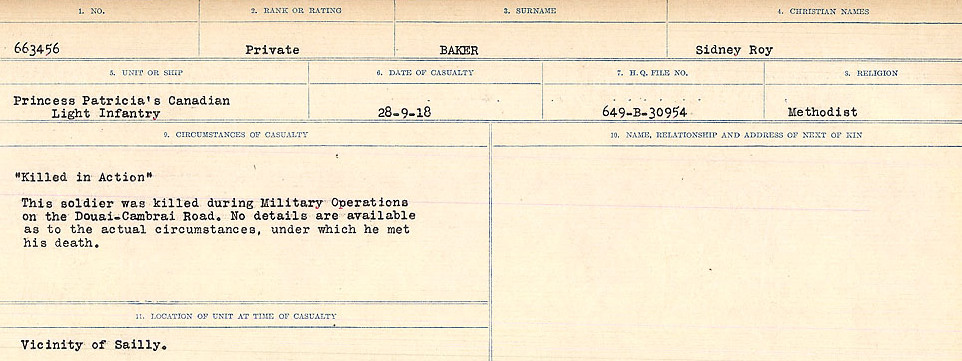 1. NO. 2. RANK OR RATING 3. SURNAME 4. CHRISTIAN NAMES
663456 Private BAKER Sidney Roy
5. UNIT OR SHIP 6. DATE OF CASUALTY 7. H.Q. FILE NO. 8. RELIGION
Princess Patricia's Canadian
Light Infantry 28-9-18 649-B-30954 Methodist
9. CIRCUMSTANCES OF CASUALTY 10. NAME, RELATIONSHIP AND ADDRESS OF NEXT OF KIN
"Killed in Action"
This soldier was killed during Military Operations
on the Douai-Cambrai Road. No details are available
as to the actual circumstances, under which he met
his death.
11. LOCATION OF UNIT AT TIME OF CASUALTY
Vicinity of Sailly.